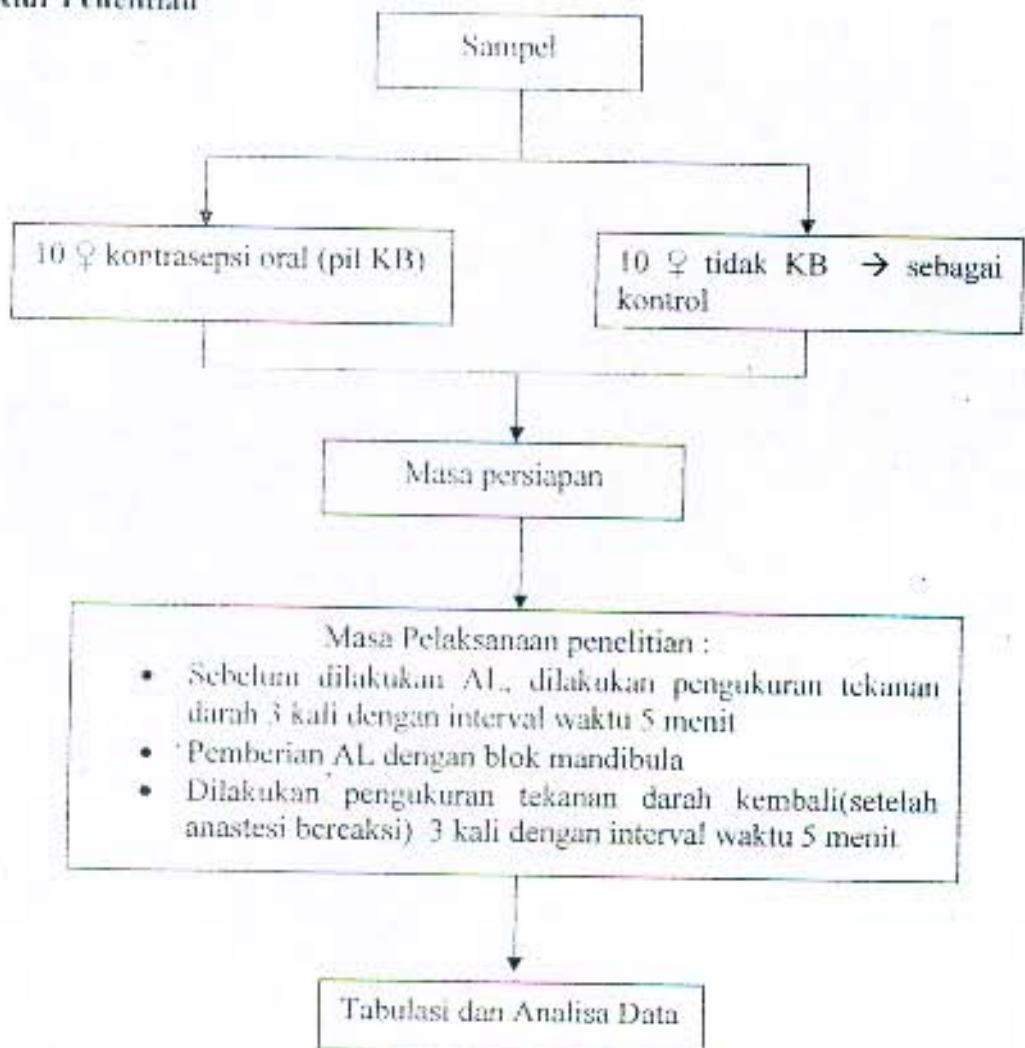 Penelitian
Sampel
10 ♀ kontrasepsi oral (pil KB)
10 ♀ tidak KB → sebagai
kontrol
Masa persiapan
Masa Pelaksanaan penelitian :
• Sebelum dilakukan AL, dilakukan pengukuran tekanan
darah 3 kali dengan interval waktu 5 menit
• Pemberian AL dengan blok mandibula
• Dilakukan pengukuran tekanan darah kembali(setelah
anastesi bereaksi) 3 kali dengan interval waktu 5 menit
Tabulasi dan Analisa Data